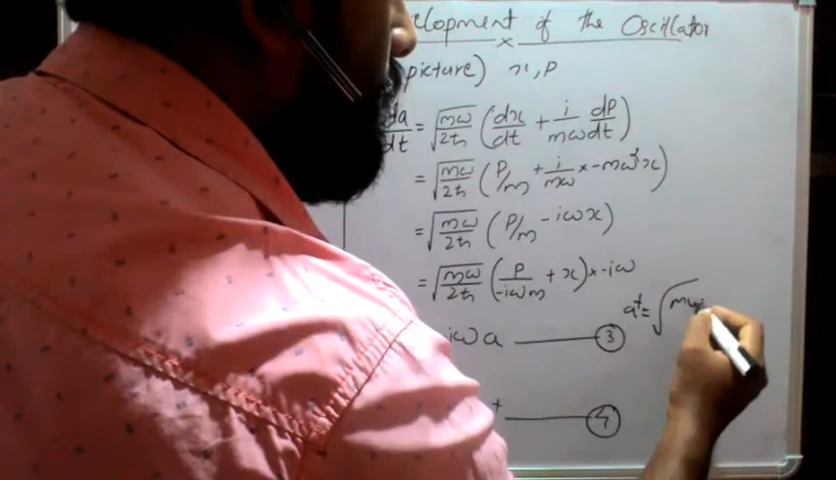 elopment of the Oscillator
picture) x, P
da/dt = √(mω/2ħ) (dx/dt + i/mω dP/dt)
= √(mω/2ħ) (P/m + i/mω × -mω²x)
= √(mω/2ħ) (P/m - iωx)
= √(mω/2ħ) (P/-iωm + x) × -iω
iωa ③
a† = √mω
④